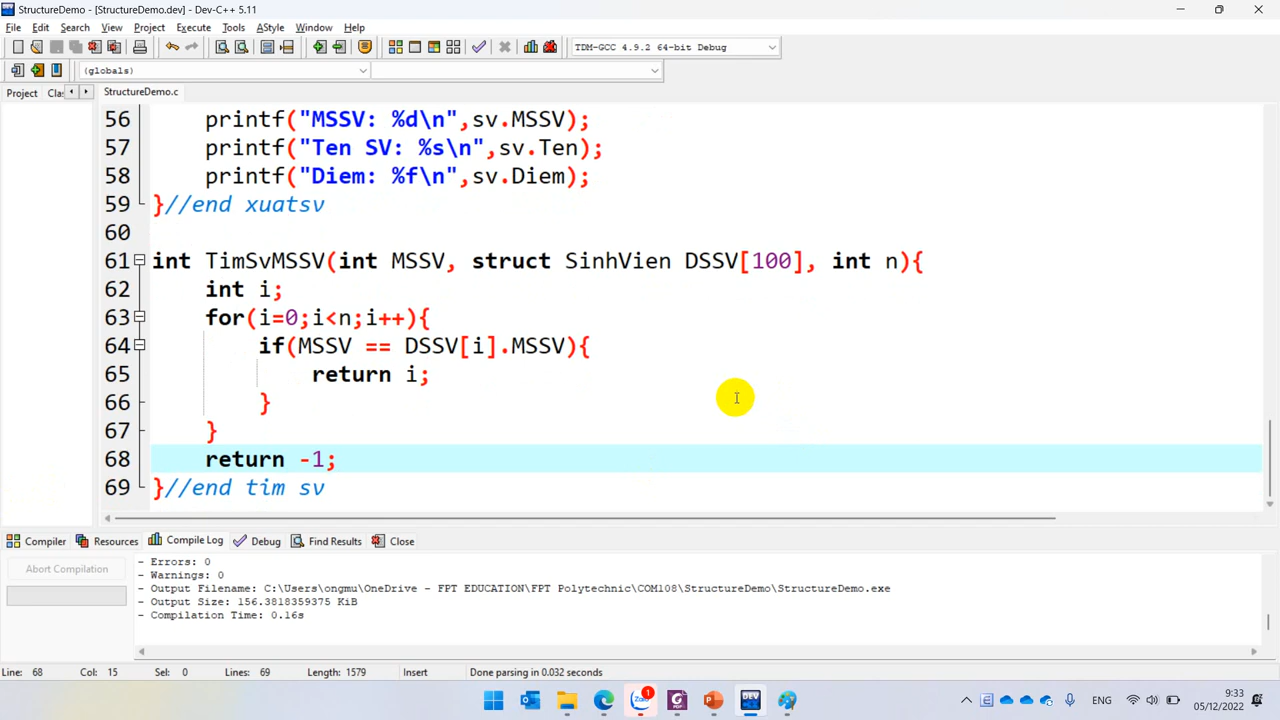 StructureDemo - [StructureDemo.dev] - Dev-C++ 5.11
File Edit Search View Project Execute Tools AStyle Window Help
TDM-GCC 4.9.2 64-bit Debug
(globals)
Project Clas StructureDemo.c
56 printf("MSSV: %d\n",sv.MSSV);
57 printf("Ten SV: %s\n",sv.Ten);
58 printf("Diem: %f\n",sv.Diem);
59 }//end xuatsv
60
61 int TimSvMSSV(int MSSV, struct SinhVien DSSV[100], int n){
62 int i;
63 for(i=0;i<n;i++){
64 if(MSSV == DSSV[i].MSSV){
65 return i;
66 }
67 }
68 return -1;
69 }//end tim sv
Compiler Resources Compile Log Debug Find Results Close
Abort Compilation
- Errors: 0
- Warnings: 0
- Output Filename: C:\Users\ongmu\OneDrive - FPT EDUCATION\FPT Polytechnic\COM108\StructureDemo\StructureDemo.exe
- Output Size: 156.3818359375 KiB
- Compilation Time: 0.16s
Line: 68 Col: 15 Sel: 0 Lines: 69 Length: 1579 Insert Done parsing in 0.032 seconds
Zalo 1 PDF DEV ENG 9:33
05/12/2022